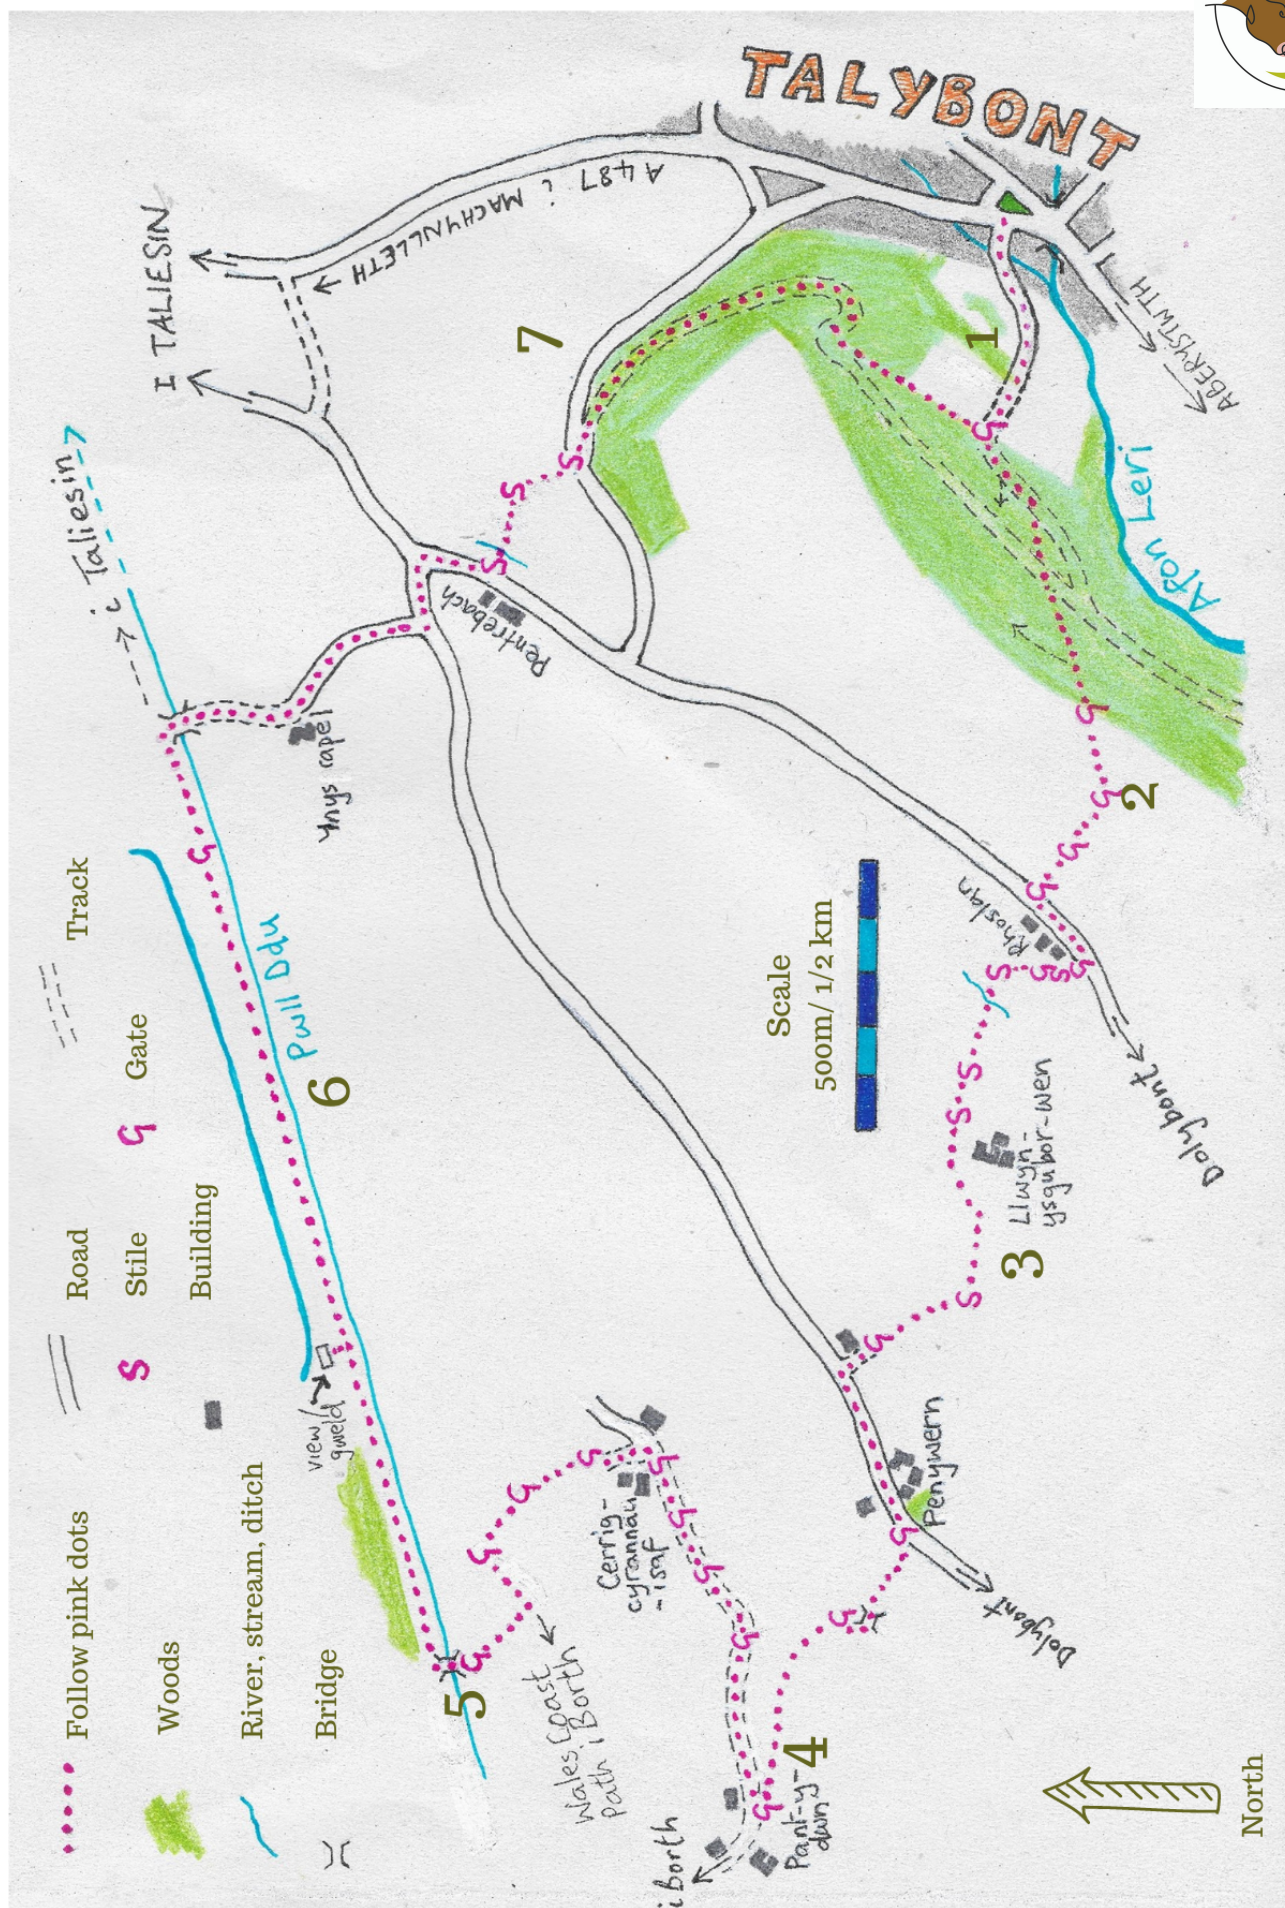 TALYBONT
I TALIESIN
A487 i MACHYNLLETH
i Taliesin
7
1
ABERYSTWTH
Afon Leri
Pentrebach
Ynys capel
Track
Road
G Gate
S Stile
Building
Follow pink dots
Woods
River, stream, ditch
Bridge
Pwll Ddu
6
2
Rhoslan
Scale
500m/ 1/2 km
Dolybont
Llwyn-
ysgubor-wen
3
view/
gweld
Cerrig-
cyrannau
-isaf
Penywern
Dolybont
5
Wales Coast
Path i Borth
4
Pant-y-
dwn
i Borth
North